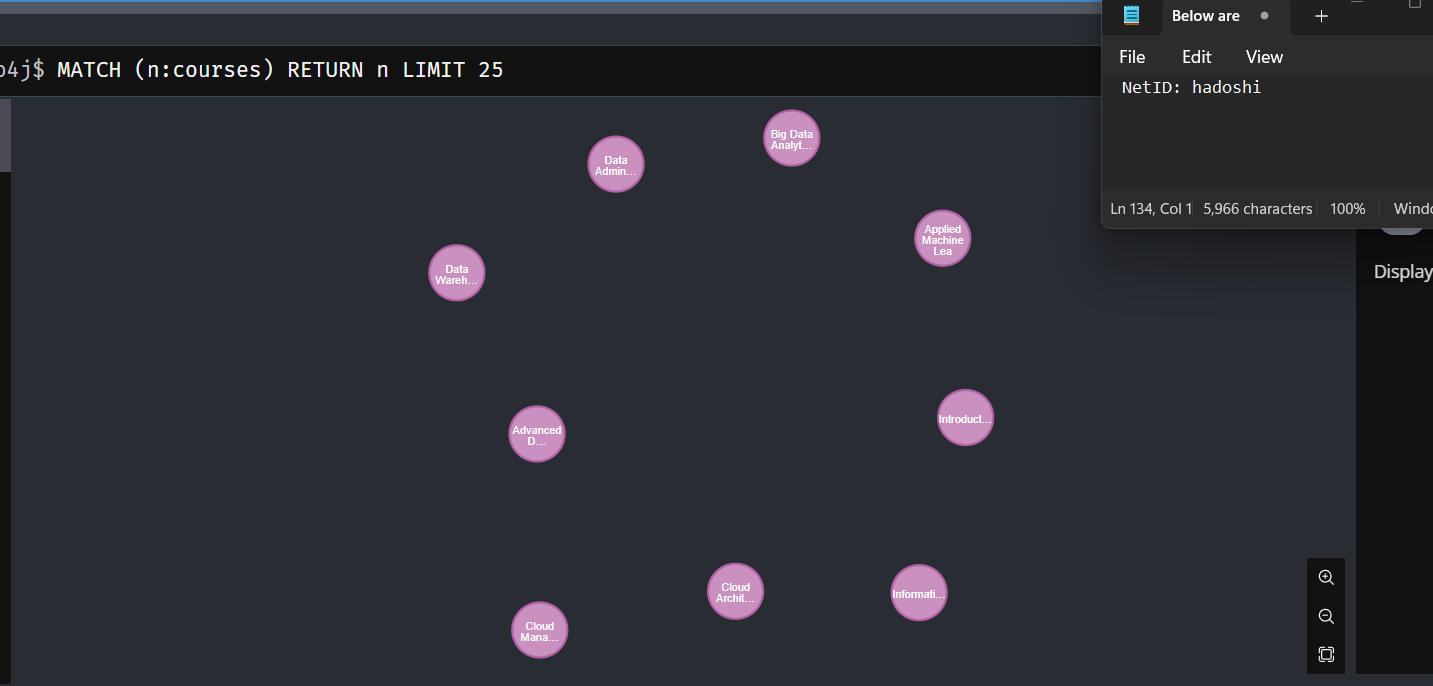 Below are
File Edit View
NetID: hadoshi
Ln 134, Col 1 5,966 characters 100% Windo
o4j$ MATCH (n:courses) RETURN n LIMIT 25
Display
Big Data
Analyt...
Data
Admin...
Applied
Machine
Lea
Data
Wareh...
Introduct...
Advanced
D...
Cloud
Archit...
Informati...
Cloud
Mana...